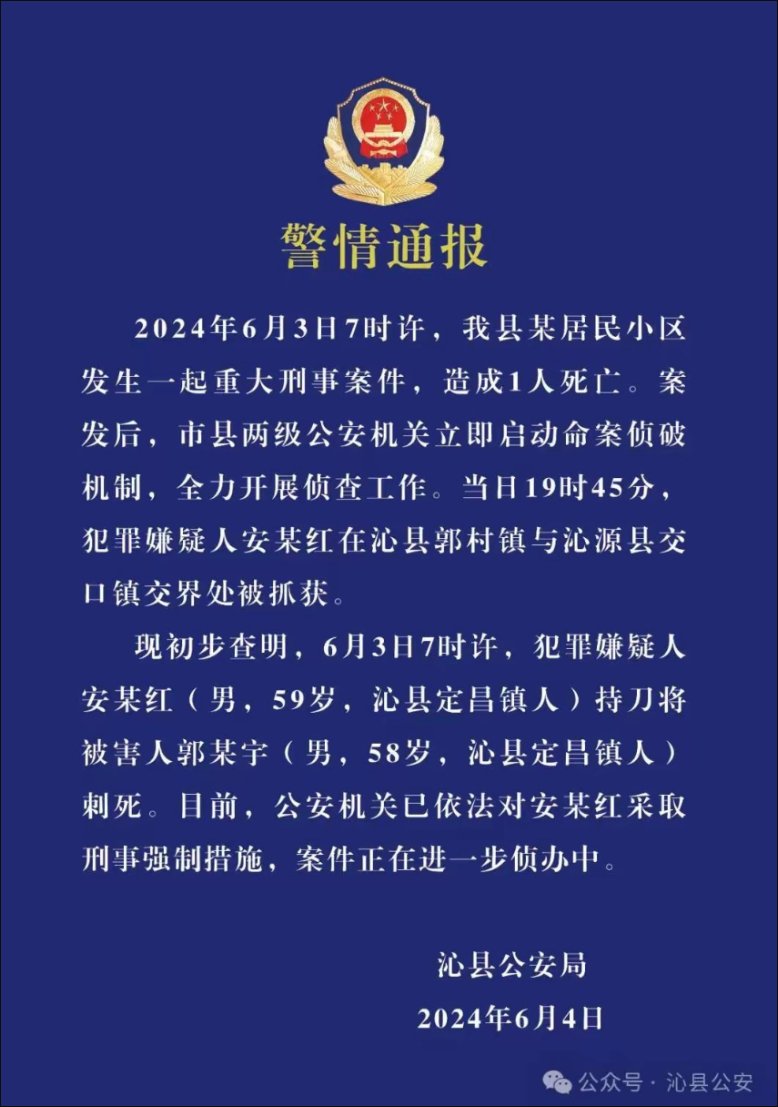 警情通报
2024年6月3日7时许，我县某居民小区
发生一起重大刑事案件，造成1人死亡。案
发后，市县两级公安机关立即启动命案侦破
机制，全力开展侦查工作。当日19时45分，
犯罪嫌疑人安某红在沁县郭村镇与沁源县交
口镇交界处被抓获。
现初步查明，6月3日7时许，犯罪嫌疑人
安某红（男，59岁，沁县定昌镇人）持刀将
被害人郭某宇（男，58岁，沁县定昌镇人）
刺死。目前，公安机关已依法对安某红采取
刑事强制措施，案件正在进一步侦办中。
沁县公安局
2024年6月4日
公众号·沁县公安